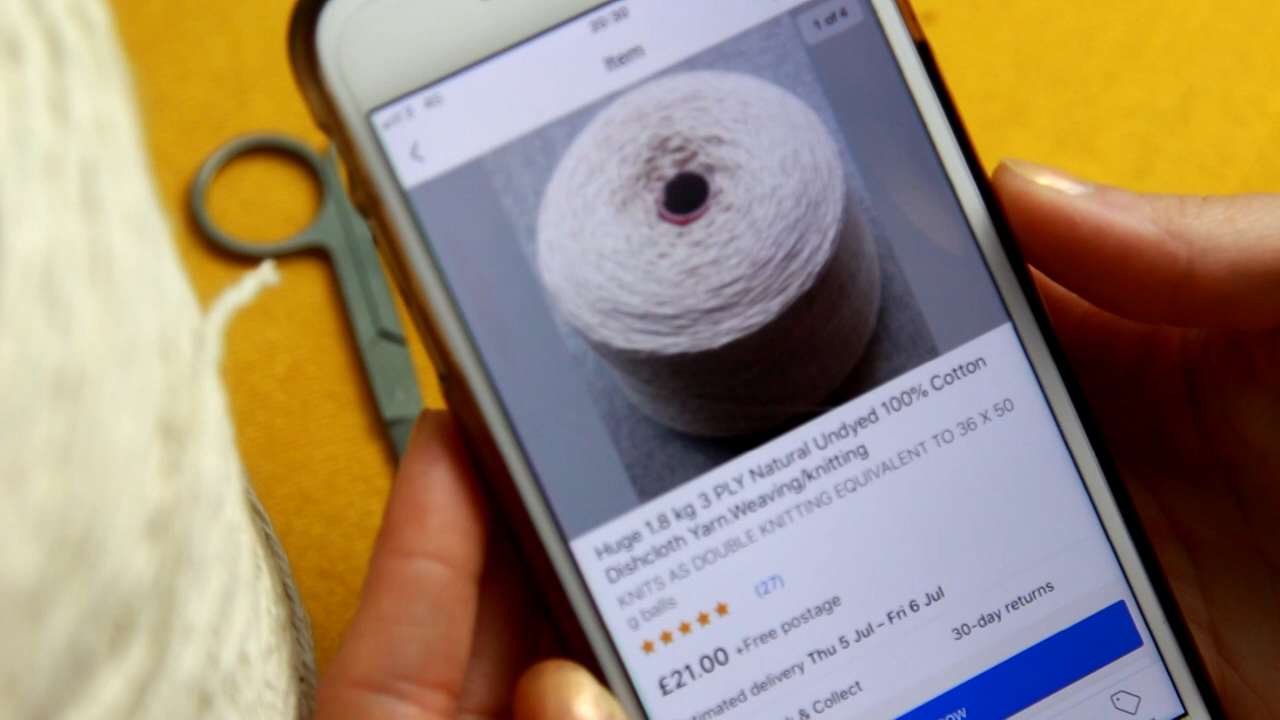 Item
1 of 4
Huge 1.8 kg 3 PLY Natural Undyed 100% Cotton
Dishcloth Yarn.Weaving/knitting
KNITS AS DOUBLE KNITTING EQUIVALENT TO 36 X 50
g balls
(27)
£21.00 +Free postage
timated delivery Thu 5 Jul – Fri 6 Jul
30-day returns
& Collect
now